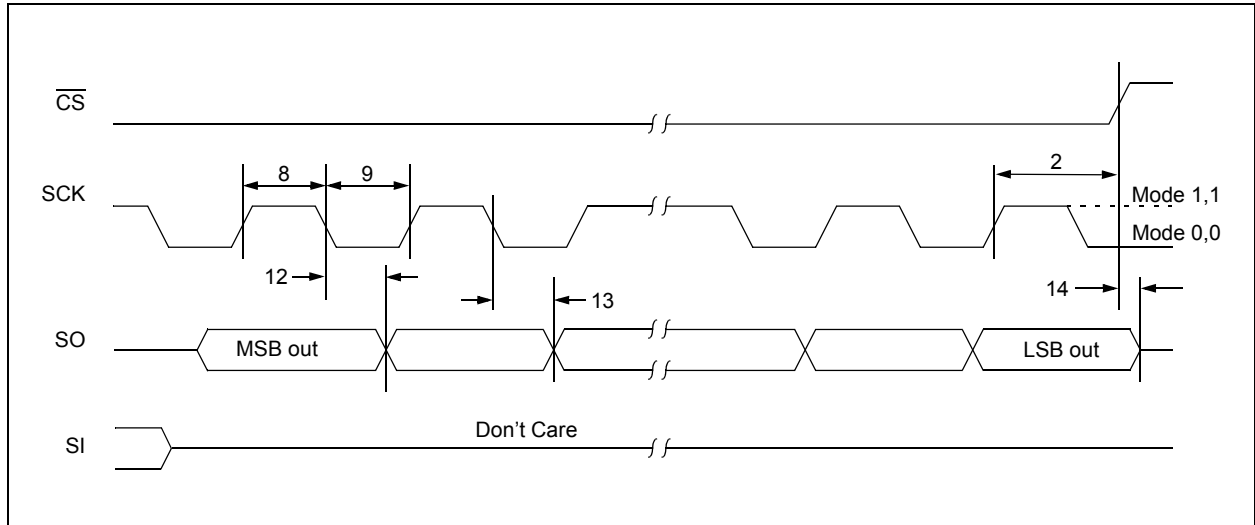 CS
2
8
9
SCK
Mode 1,1
Mode 0,0
12
13
14
SO
MSB out
LSB out
Don't Care
SI